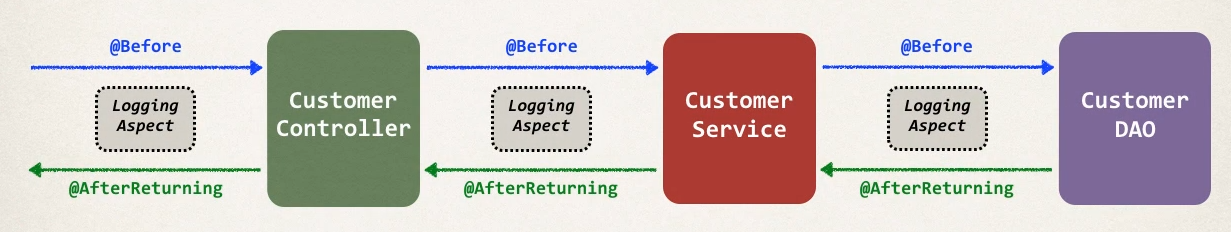 @Before
Logging
Aspect
@AfterReturning
Customer
Controller
@Before
Logging
Aspect
@AfterReturning
Customer
Service
@Before
Logging
Aspect
@AfterReturning
Customer
DAO